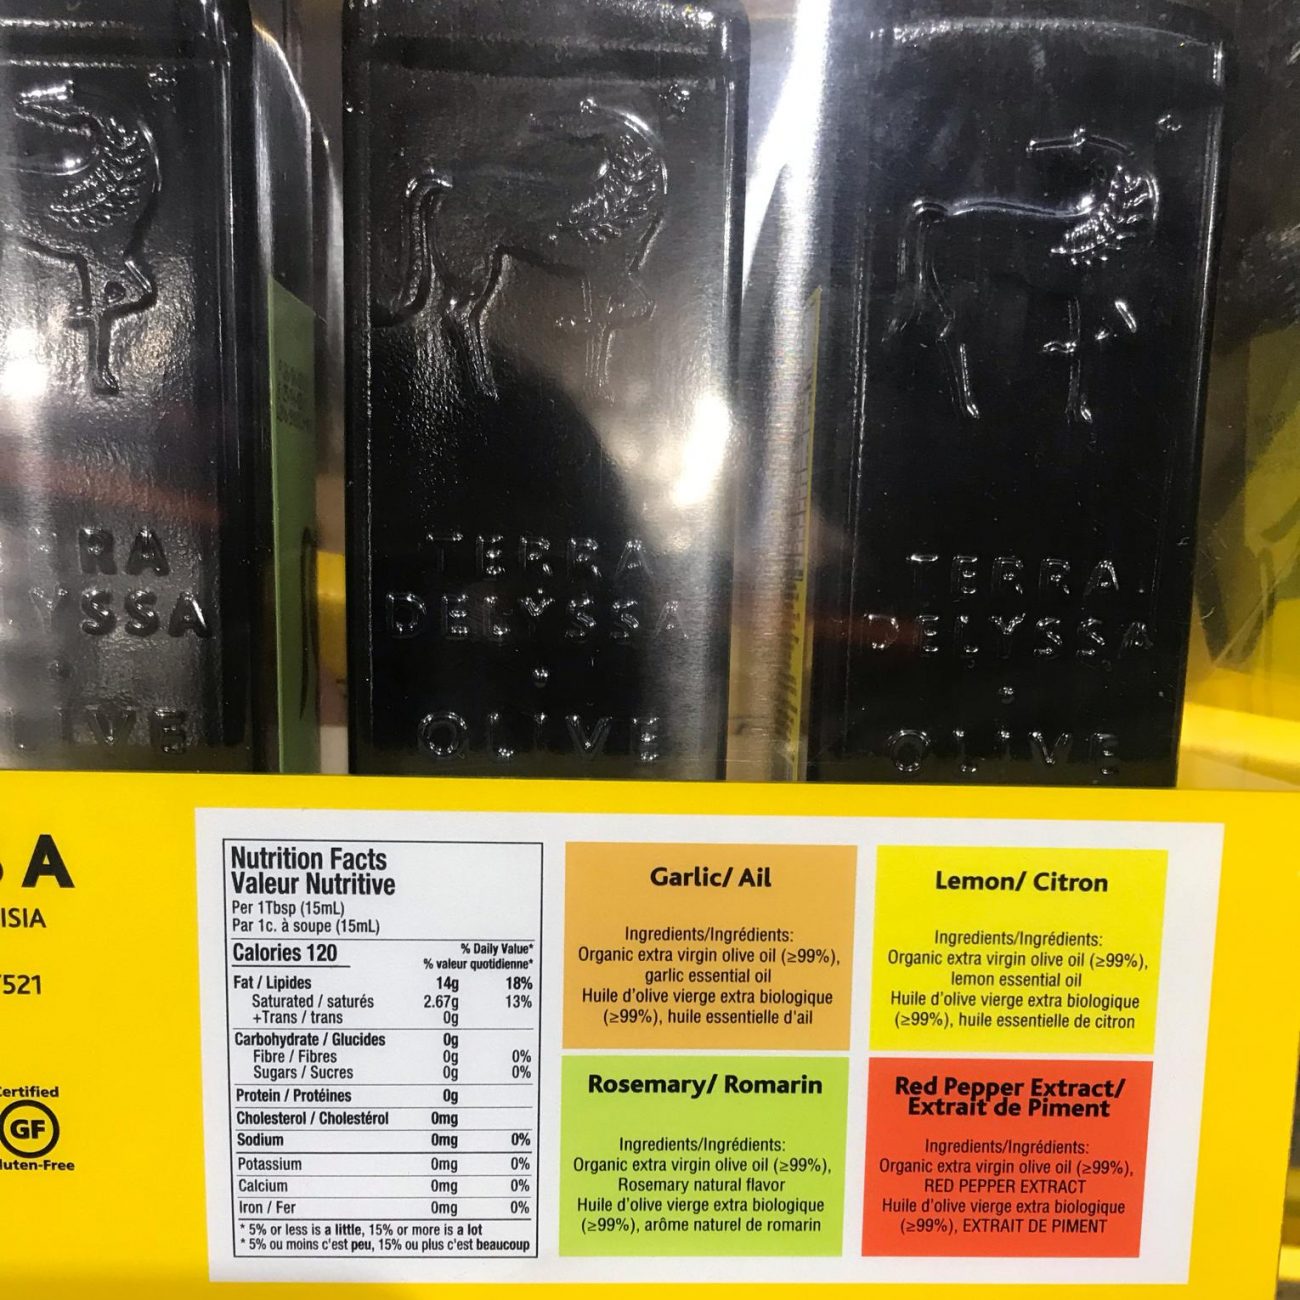 RA
YSSA
IVE
TERRA
DELYSSA
OLIVE
TERRA
DELYSSA
OLIVE
A
ISIA
521
Certified
GF
Gluten-Free
Nutrition Facts
Valeur Nutritive
Per 1Tbsp (15mL)
Par 1c. à soupe (15mL)
Calories 120
% Daily Value*
% valeur quotidienne*
Fat / Lipides 14g 18%
Saturated / saturés 2.67g 13%
+Trans / trans 0g
Carbohydrate / Glucides 0g
Fibre / Fibres 0g 0%
Sugars / Sucres 0g 0%
Protein / Protéines 0g
Cholesterol / Cholestérol 0mg
Sodium 0mg 0%
Potassium 0mg 0%
Calcium 0mg 0%
Iron / Fer 0mg 0%
* 5% or less is a little, 15% or more is a lot
* 5% ou moins c'est peu, 15% ou plus c'est beaucoup
Garlic/ Ail
Ingredients/Ingrédients:
Organic extra virgin olive oil (≥99%),
garlic essential oil
Huile d'olive vierge extra biologique
(≥99%), huile essentielle d'ail
Lemon/ Citron
Ingredients/Ingrédients:
Organic extra virgin olive oil (≥99%),
lemon essential oil
Huile d'olive vierge extra biologique
(≥99%), huile essentielle de citron
Rosemary/ Romarin
Ingredients/Ingrédients:
Organic extra virgin olive oil (≥99%),
Rosemary natural flavor
Huile d'olive vierge extra biologique
(≥99%), arôme naturel de romarin
Red Pepper Extract/
Extrait de Piment
Ingredients/Ingrédients:
Organic extra virgin olive oil (≥99%),
RED PEPPER EXTRACT
Huile d'olive vierge extra biologique
(≥99%), EXTRAIT DE PIMENT